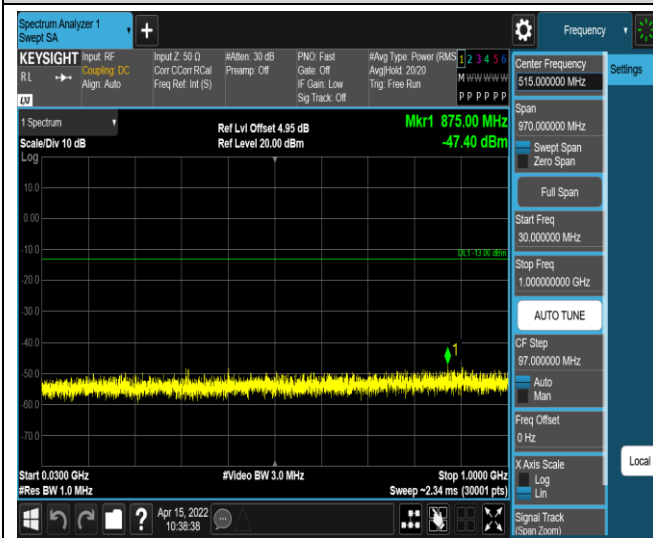 Spectrum Analyzer 1
Swept SA
+
Frequency
KEYSIGHT
RL
LXI
Input: RF
Coupling: DC
Align: Auto
Input Z: 50 Ω
Corr CCorr RCal
Freq Ref: Int (S)
#Atten: 30 dB
Preamp: Off
PNO: Fast
Gate: Off
IF Gain: Low
Sig Track: Off
#Avg Type: Power (RMS
Avg|Hold: 20/20
Trig: Free Run
1 2 3 4 5 6
M W W W W W
P P P P P P
1 Spectrum
Scale/Div 10 dB
Log
Ref Lvl Offset 4.95 dB
Ref Level 20.00 dBm
Mkr1 875.00 MHz
-47.40 dBm
10.0
0.00
-10.0
DL1 -13.00 dBm
-20.0
-30.0
-40.0
1
-50.0
-60.0
-70.0
Start 0.0300 GHz
#Res BW 1.0 MHz
#Video BW 3.0 MHz
Stop 1.0000 GHz
Sweep ~2.34 ms (30001 pts)
?
Apr 15, 2022
10:38:38
Center Frequency
515.000000 MHz
Settings
Span
970.000000 MHz
Swept Span
Zero Span
Full Span
Start Freq
30.000000 MHz
Stop Freq
1.000000000 GHz
AUTO TUNE
CF Step
97.000000 MHz
Auto
Man
Freq Offset
0 Hz
X Axis Scale
Log
Lin
Local
Signal Track
(Span Zoom)